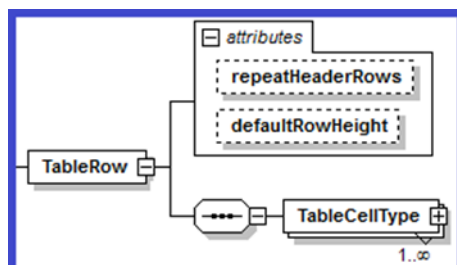 attributes
repeatHeaderRows
defaultRowHeight
TableRow
TableCellType
1..∞